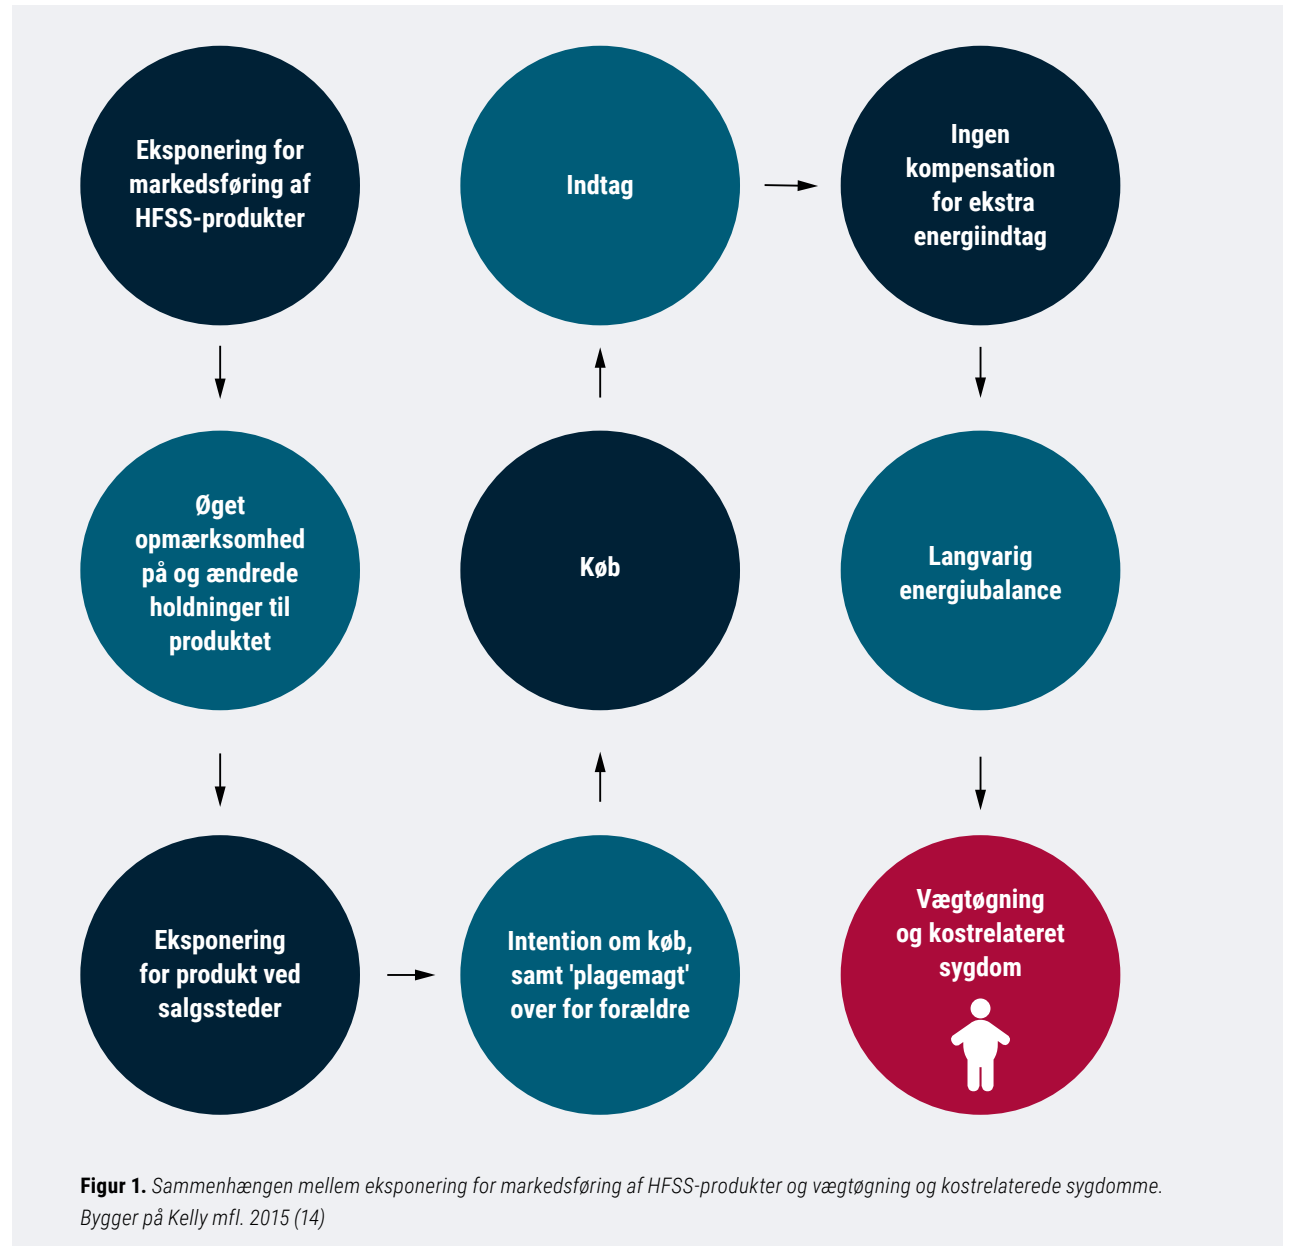 Eksponering for
markedsføring af
HFSS-produkter
Øget
opmærksomhed
på og ændrede
holdninger til
produktet
Eksponering
for produkt ved
salgssteder
Intention om køb,
samt 'plagemagt'
over for forældre
Køb
Indtag
Ingen
kompensation
for ekstra
energiindtag
Langvarig
energiubalance
Vægtøgning
og kostrelateret
sygdom
Figur 1. Sammenhængen mellem eksponering for markedsføring af HFSS-produkter og vægtøgning og kostrelaterede sygdomme.
Bygger på Kelly mfl. 2015 (14)